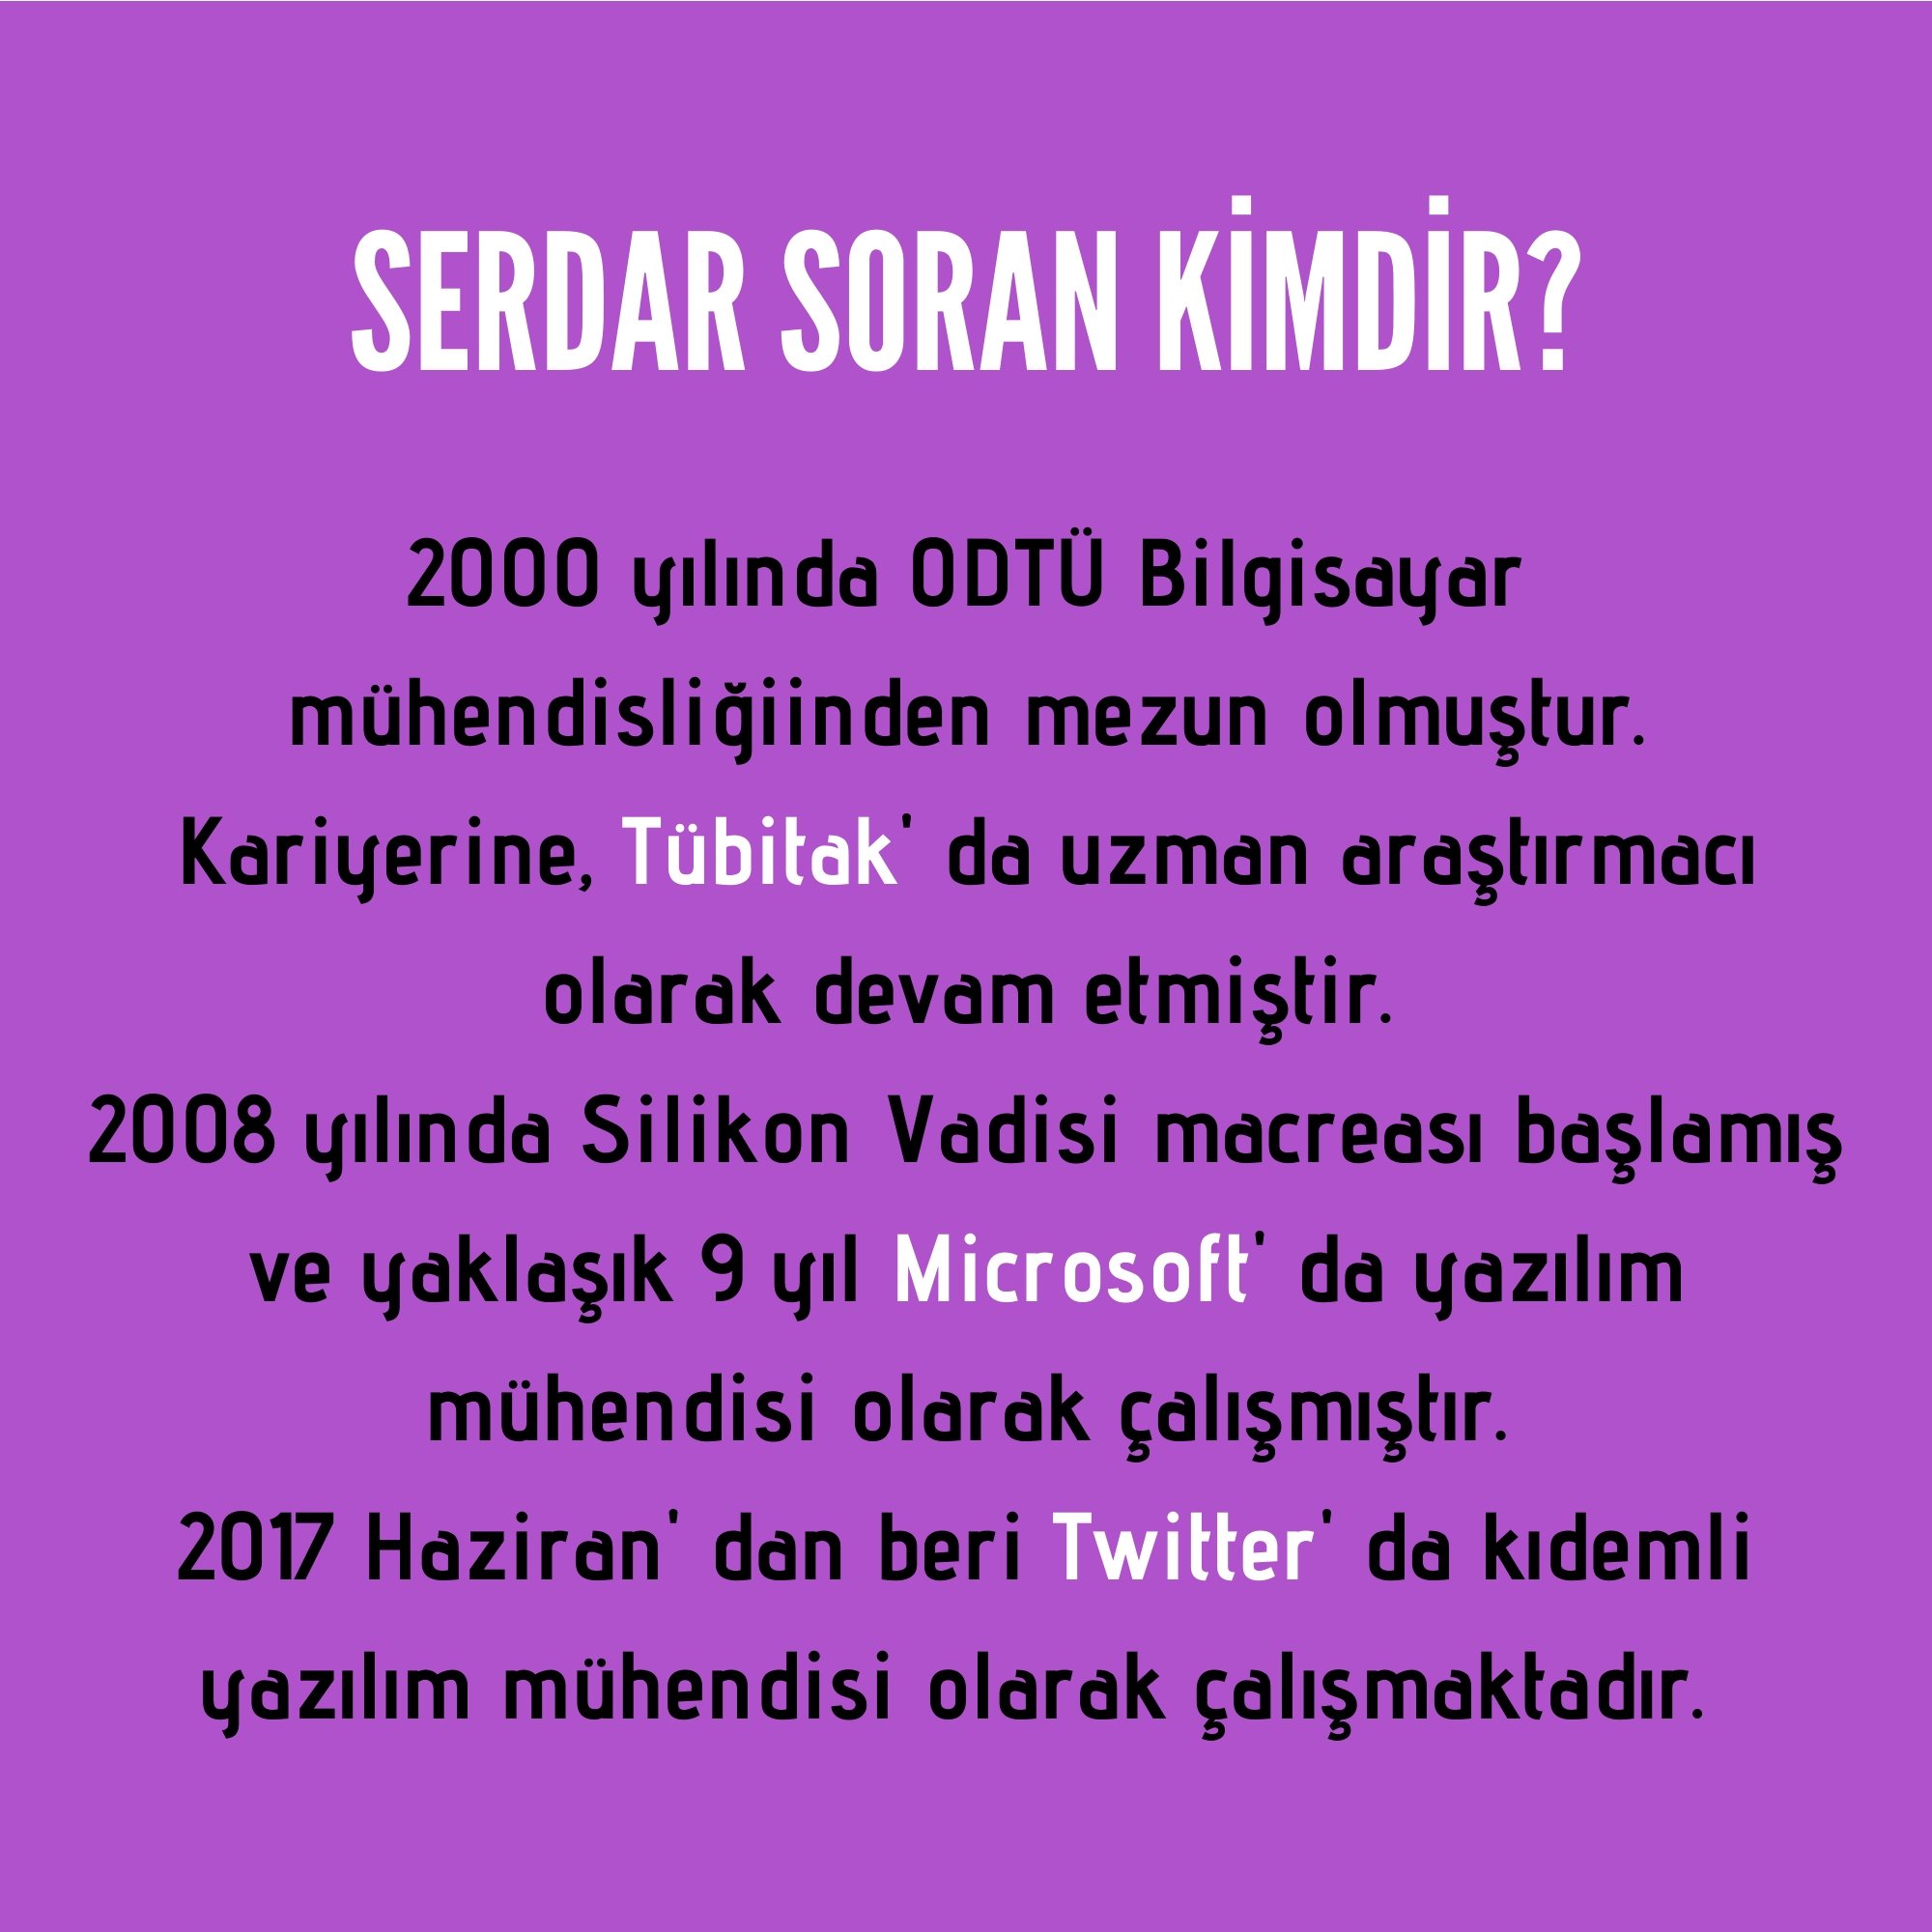 SERDAR SORAN KİMDİR?
2000 yılında ODTÜ Bilgisayar
mühendisliğiinden mezun olmuştur.
Kariyerine, Tübitak' da uzman araştırmacı
olarak devam etmiştir.
2008 yılında Silikon Vadisi macreası başlamış
ve yaklaşık 9 yıl Microsoft' da yazılım
mühendisi olarak çalışmıştır.
2017 Haziran' dan beri Twitter' da kıdemli
yazılım mühendisi olarak çalışmaktadır.